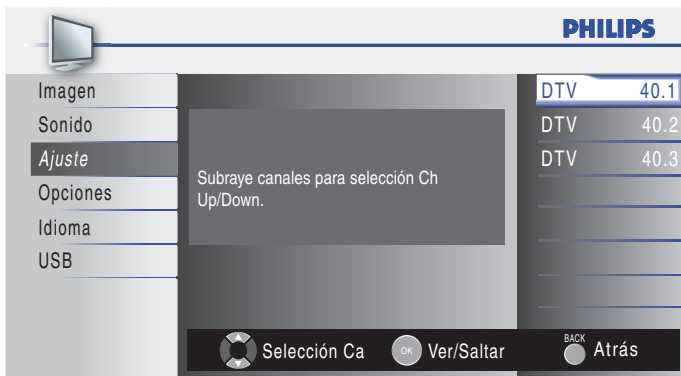 PHILIPS
Imagen
Sonido
Ajuste
Opciones
Idioma
USB
Subraye canales para selección Ch
Up/Down.
DTV 40.1
DTV 40.2
DTV 40.3
Selección Ca
OK Ver/Saltar
BACK Atrás